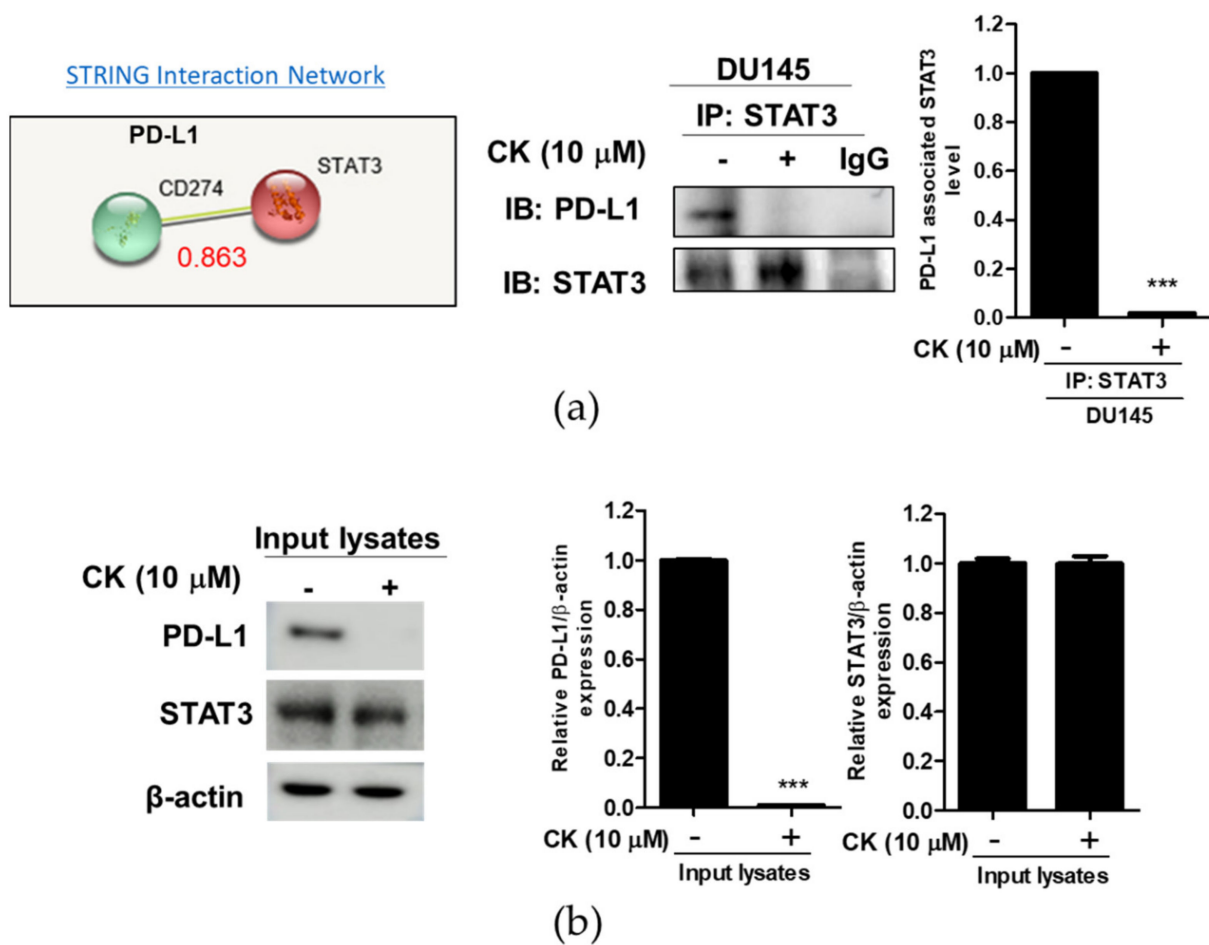 STRING Interaction Network
PD-L1
CD274
STAT3
0.863
DU145
IP: STAT3
CK (10 μM) - + IgG
IB: PD-L1
IB: STAT3
PD-L1 associated STAT3
level
1.2
1.0
0.8
0.6
0.4
0.2
0.0
***
CK (10 μM) - +
IP: STAT3
DU145
(a)
Input lysates
CK (10 μM) - +
PD-L1
STAT3
β-actin
Relative PD-L1/β-actin
expression
1.2
1.0
0.8
0.6
0.4
0.2
0.0
***
CK (10 μM) - +
Input lysates
Relative STAT3/β-actin
expression
1.2
1.0
0.8
0.6
0.4
0.2
0.0
CK (10 μM) - +
Input lysates
(b)